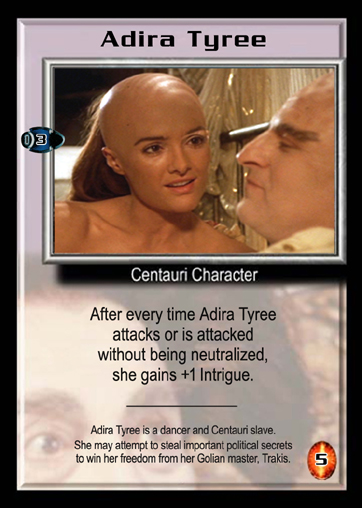 Adira Tyree
3
Centauri Character
After every time Adira Tyree
attacks or is attacked
without being neutralized,
she gains +1 Intrigue.
Adira Tyree is a dancer and Centauri slave.
She may attempt to steal important political secrets
to win her freedom from her Golian master, Trakis.
5